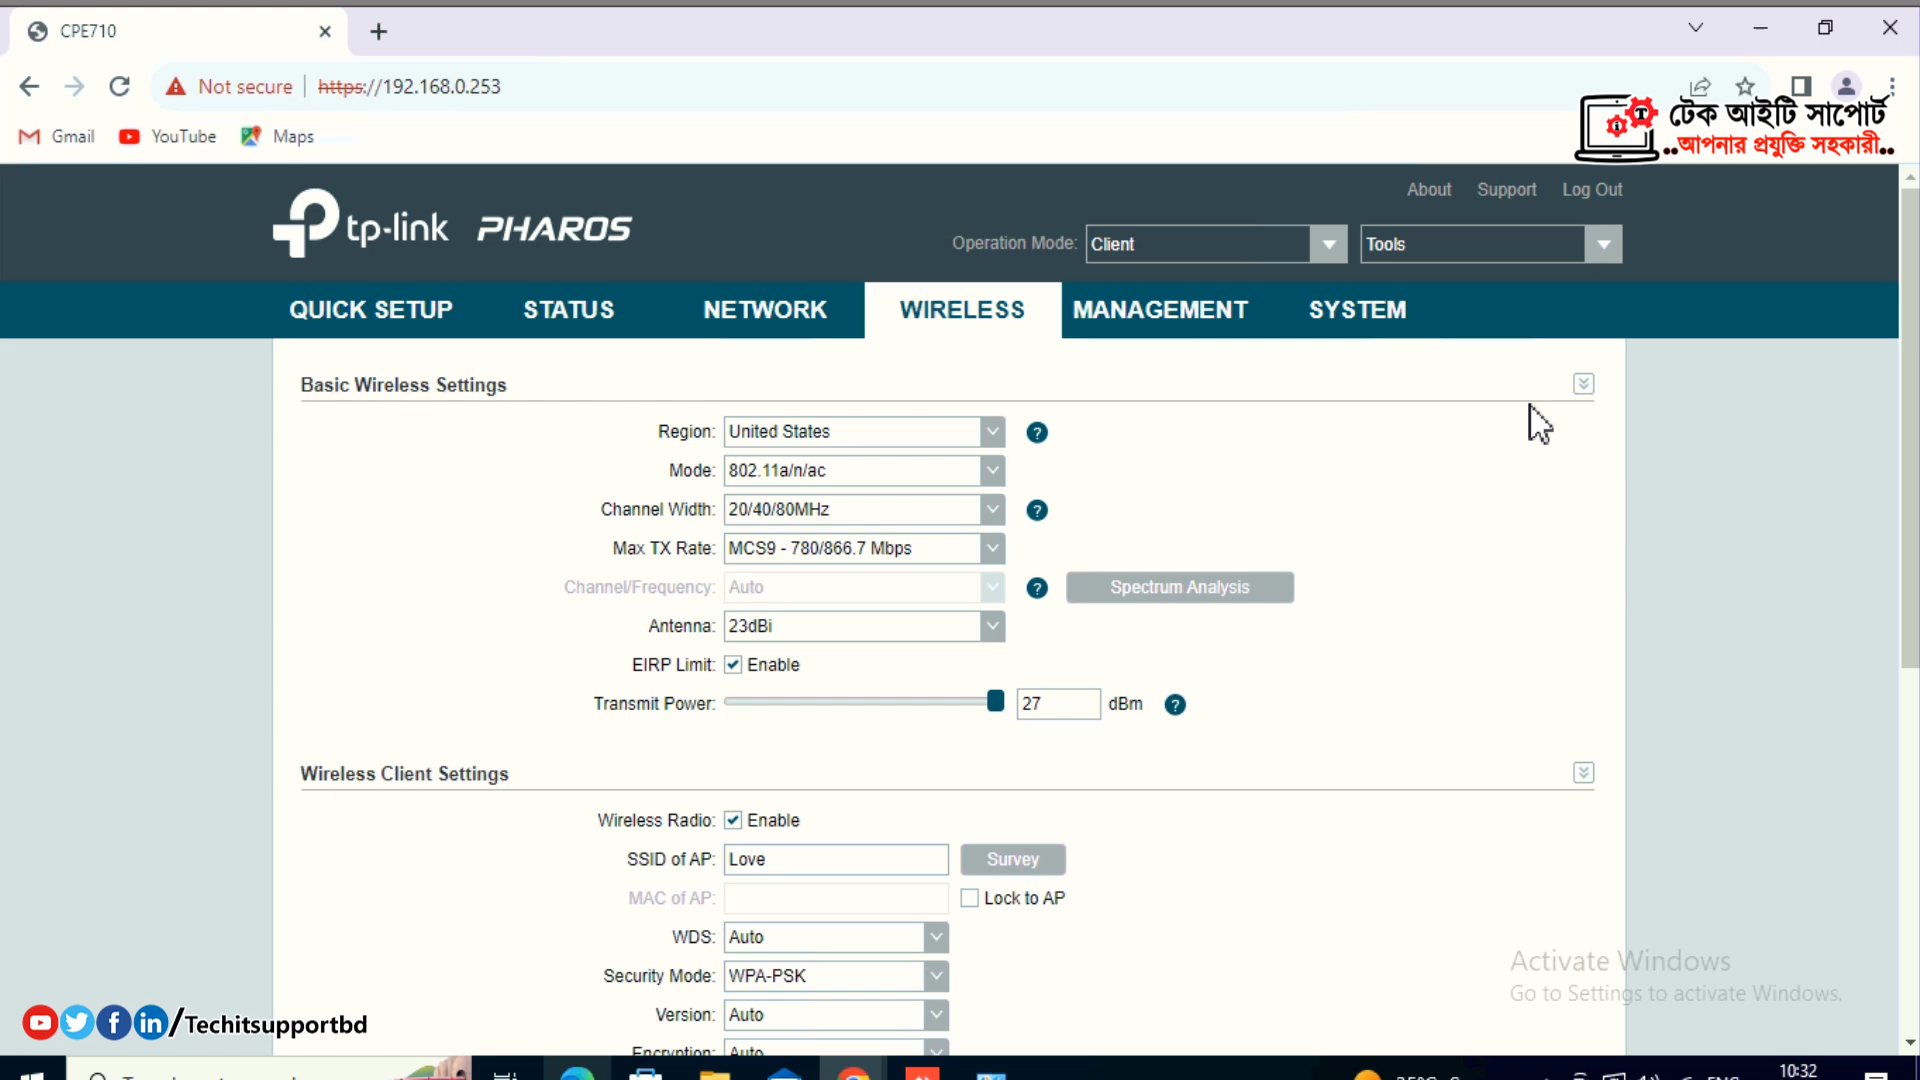 CPE710
Not secure https://192.168.0.253
Gmail YouTube Maps
টেক আইটি সাপোর্ট
..আপনার প্রযুক্তি সহকারী..
About Support Log Out
tp-link PHAROS
Operation Mode: Client Tools
QUICK SETUP STATUS NETWORK WIRELESS MANAGEMENT SYSTEM
Basic Wireless Settings
Region: United States ?
Mode: 802.11a/n/ac
Channel Width: 20/40/80MHz ?
Max TX Rate: MCS9 - 780/866.7 Mbps
Channel/Frequency: Auto ? Spectrum Analysis
Antenna: 23dBi
EIRP Limit: Enable
Transmit Power: 27 dBm ?
Wireless Client Settings
Wireless Radio: Enable
SSID of AP: Love Survey
MAC of AP: Lock to AP
WDS: Auto
Security Mode: WPA-PSK
Version: Auto
Encryption: Auto
Activate Windows
Go to Settings to activate Windows.
/Techitsupportbd
10:32